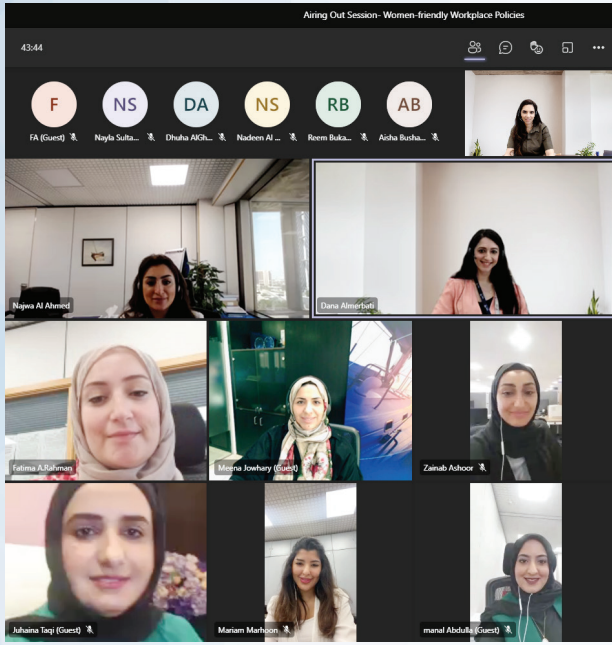 Airing Out Session- Women-friendly Workplace Policies
43:44
F NS DA NS RB AB
FA (Guest) Nayla Sulta... Dhuha AlGh... Nadeen Al ... Reem Buka... Aisha Busha...
Najwa Al Ahmed Dana Almerbati
Fatima A.Rahman Meena Jowhary (Guest) Zainab Ashoor
Juhaina Taqi (Guest) Mariam Marhoon manal Abdulla (Guest)